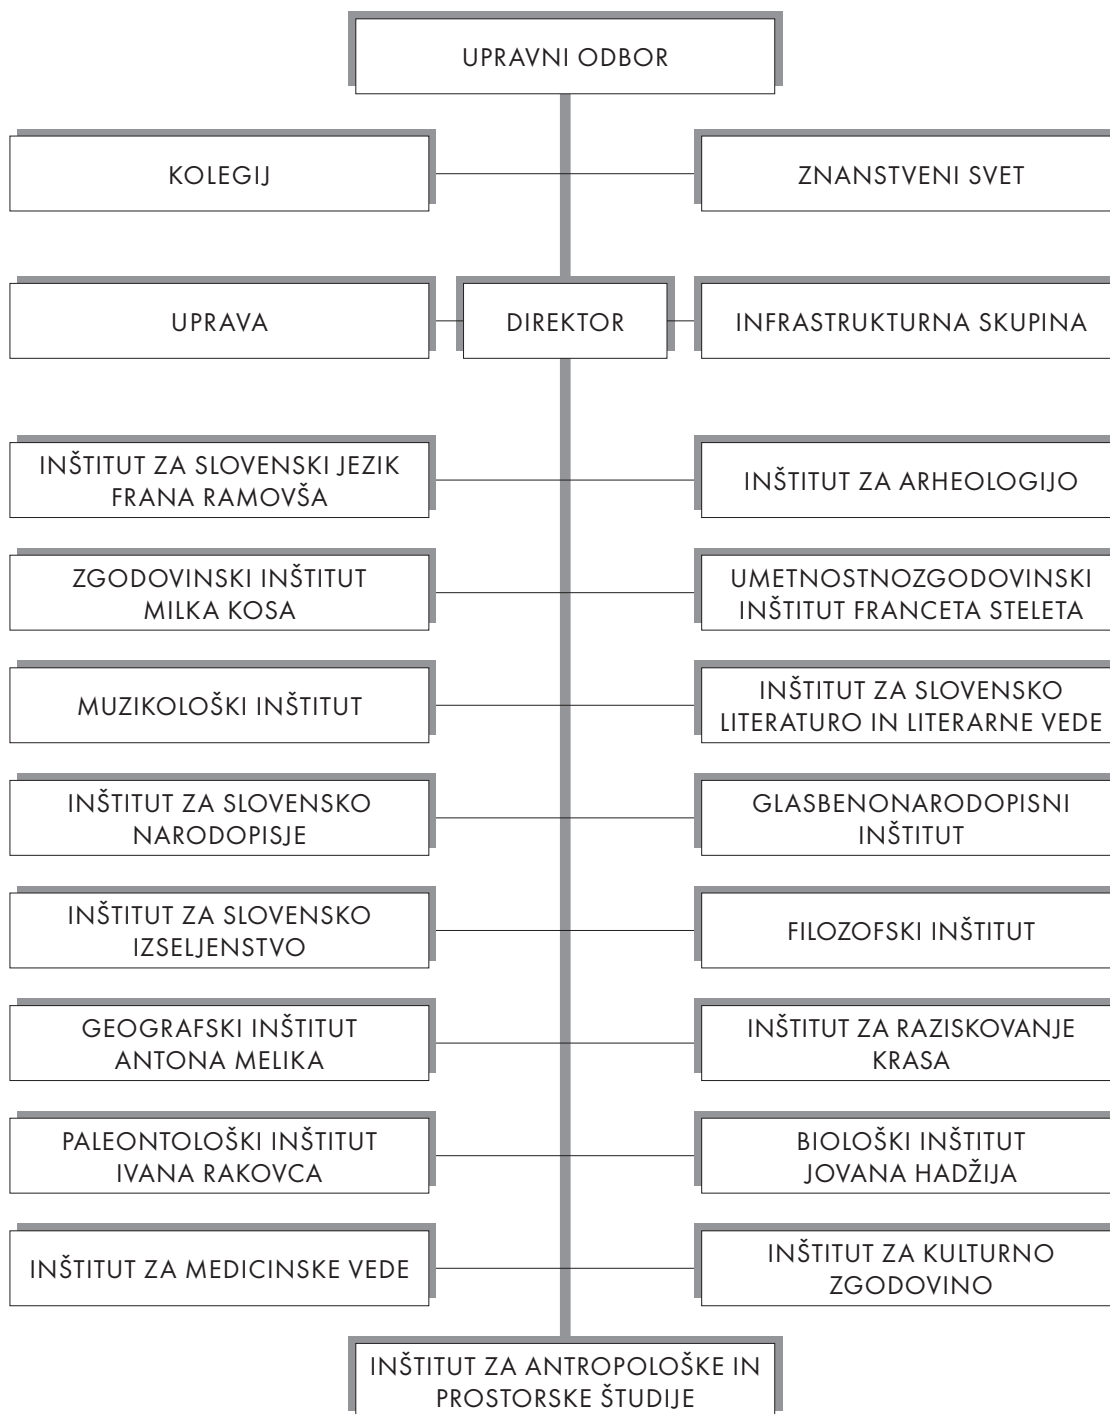 UPRAVNI ODBOR
KOLEGIJ
ZNANSTVENI SVET
UPRAVA
DIREKTOR
INFRASTRUKTURNA SKUPINA
INŠTITUT ZA SLOVENSKI JEZIK
FRANA RAMOVŠA
INŠTITUT ZA ARHEOLOGIJO
ZGODOVINSKI INŠTITUT
MILKA KOSA
UMETNOSTNOZGODOVINSKI
INŠTITUT FRANCETA STELETA
MUZIKOLOŠKI INŠTITUT
INŠTITUT ZA SLOVENSKO
LITERATURO IN LITERARNE VEDE
INŠTITUT ZA SLOVENSKO
NARODOPISJE
GLASBENONARODOPISNI
INŠTITUT
INŠTITUT ZA SLOVENSKO
IZSELJENSTVO
FILOZOFSKI INŠTITUT
GEOGRAFSKI INŠTITUT
ANTONA MELIKA
INŠTITUT ZA RAZISKOVANJE
KRASA
PALEONTOLOŠKI INŠTITUT
IVANA RAKOVCA
BIOLOŠKI INŠTITUT
JOVANA HADŽIJA
INŠTITUT ZA MEDICINSKE VEDE
INŠTITUT ZA KULTURNO
ZGODOVINO
INŠTITUT ZA ANTROPOLOŠKE IN
PROSTORSKE ŠTUDIJE